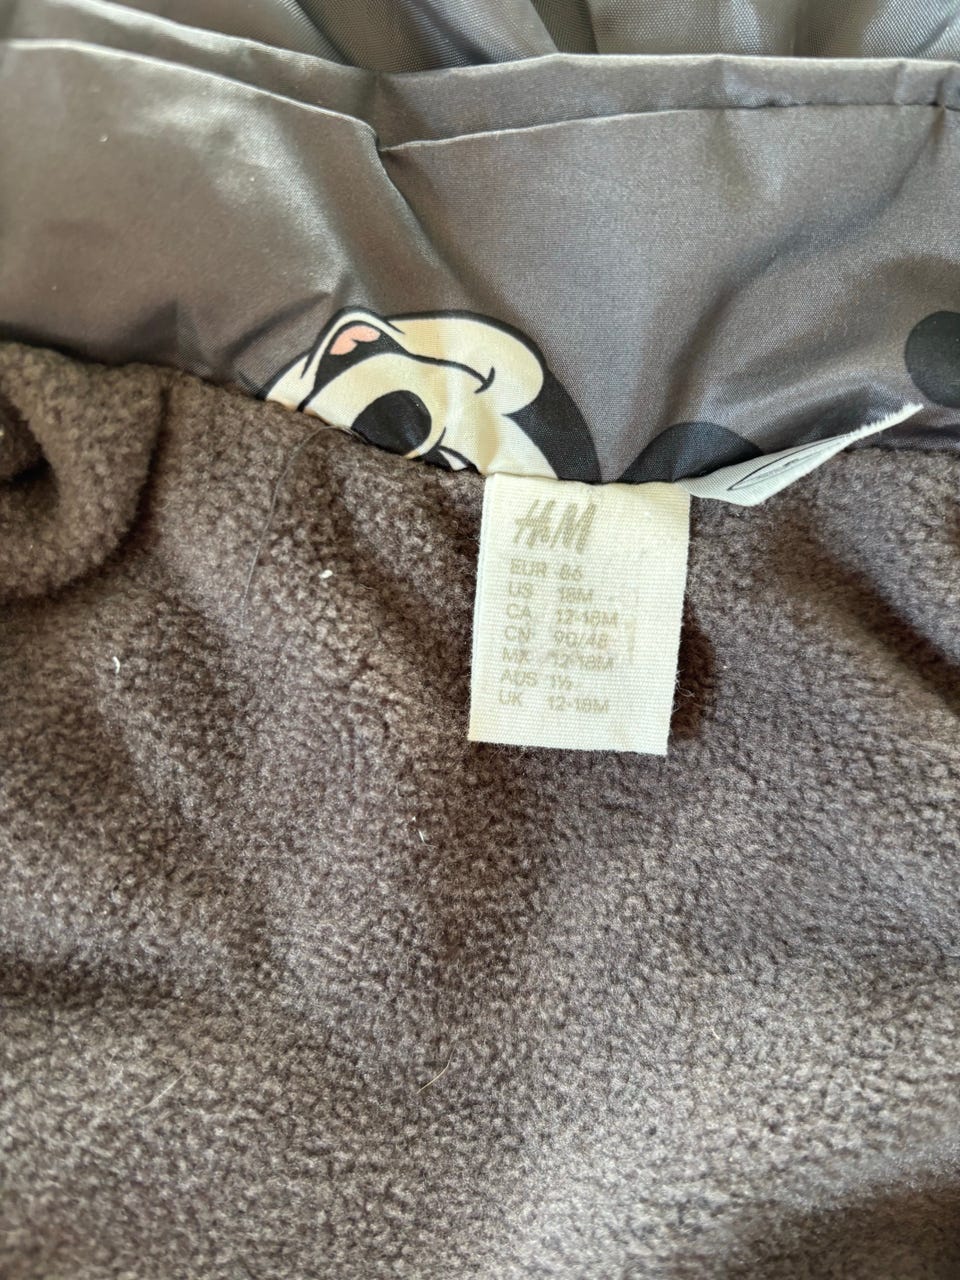 H&M
EUR 86
US 18M
CA 12-18M
CN 90/48
MX 12-18M
AUS 1½
UK 12-18M